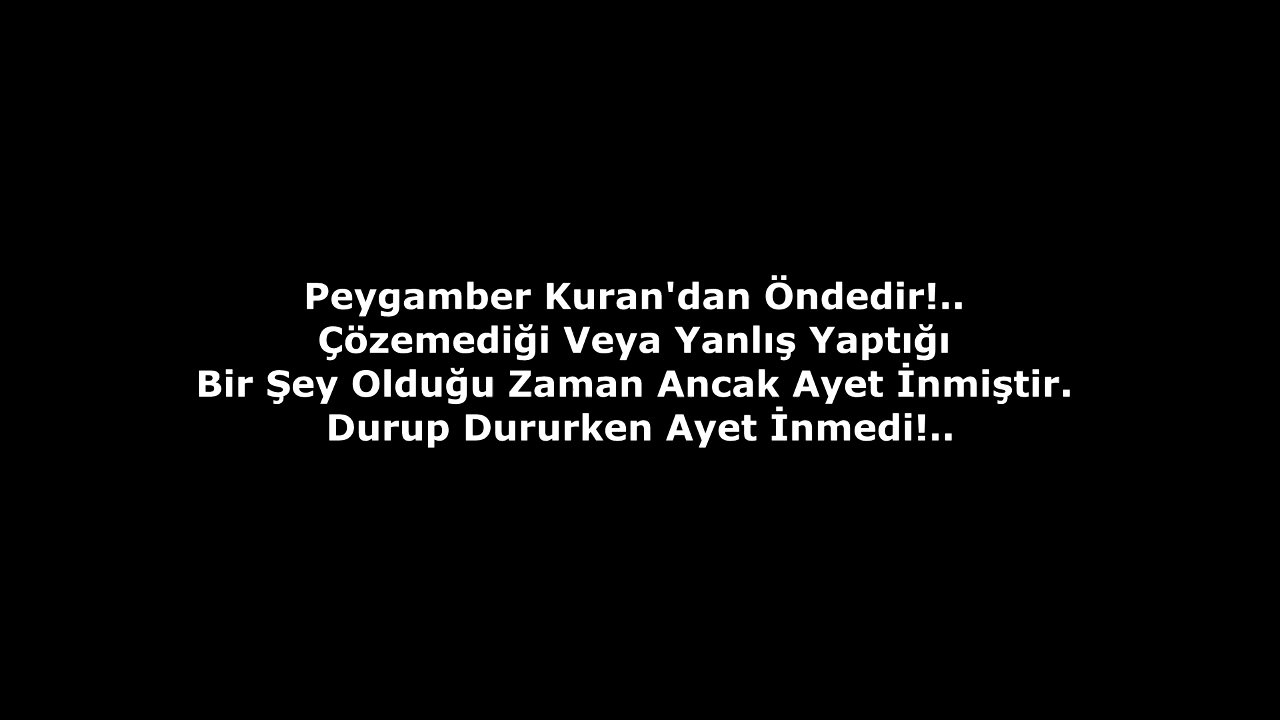 Peygamber Kuran'dan Öndedir!..
Çözemediği Veya Yanlış Yaptığı
Bir Şey Olduğu Zaman Ancak Ayet İnmiştir.
Durup Dururken Ayet İnmedi!..